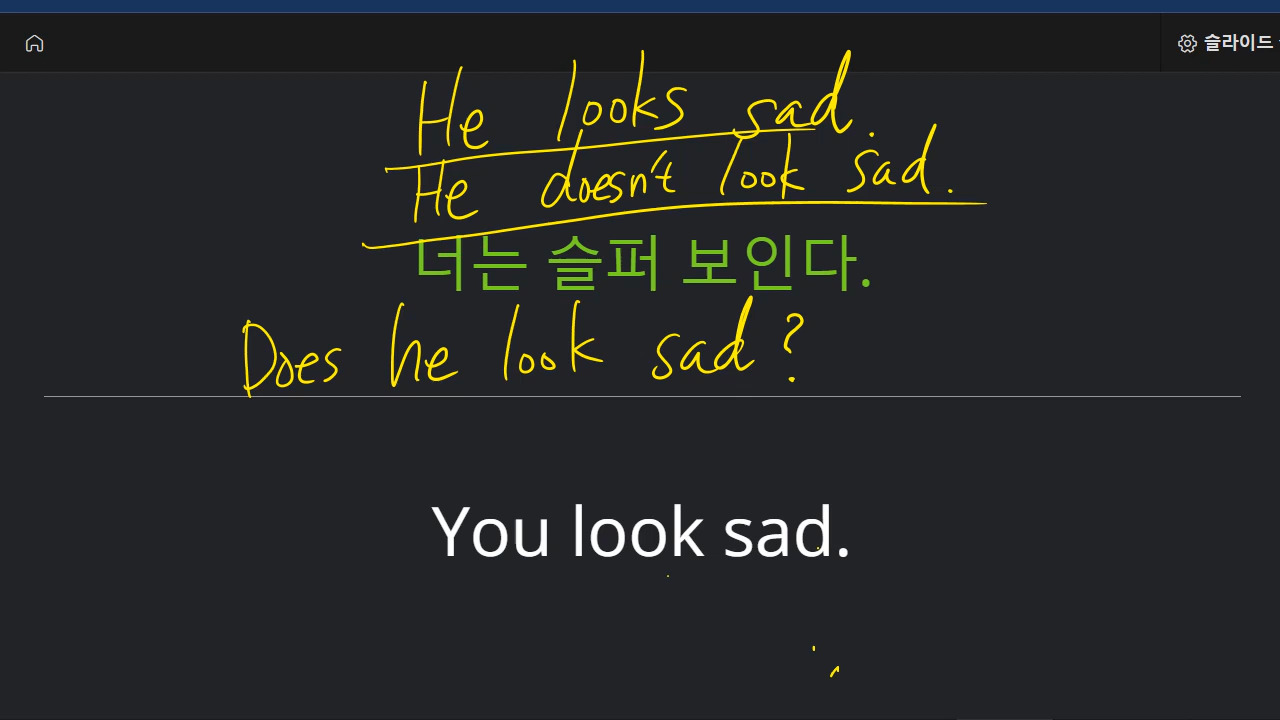 슬라이드
He looks sad.
He doesn't look sad.
너는 슬퍼 보인다.
Does he look sad?
You look sad.